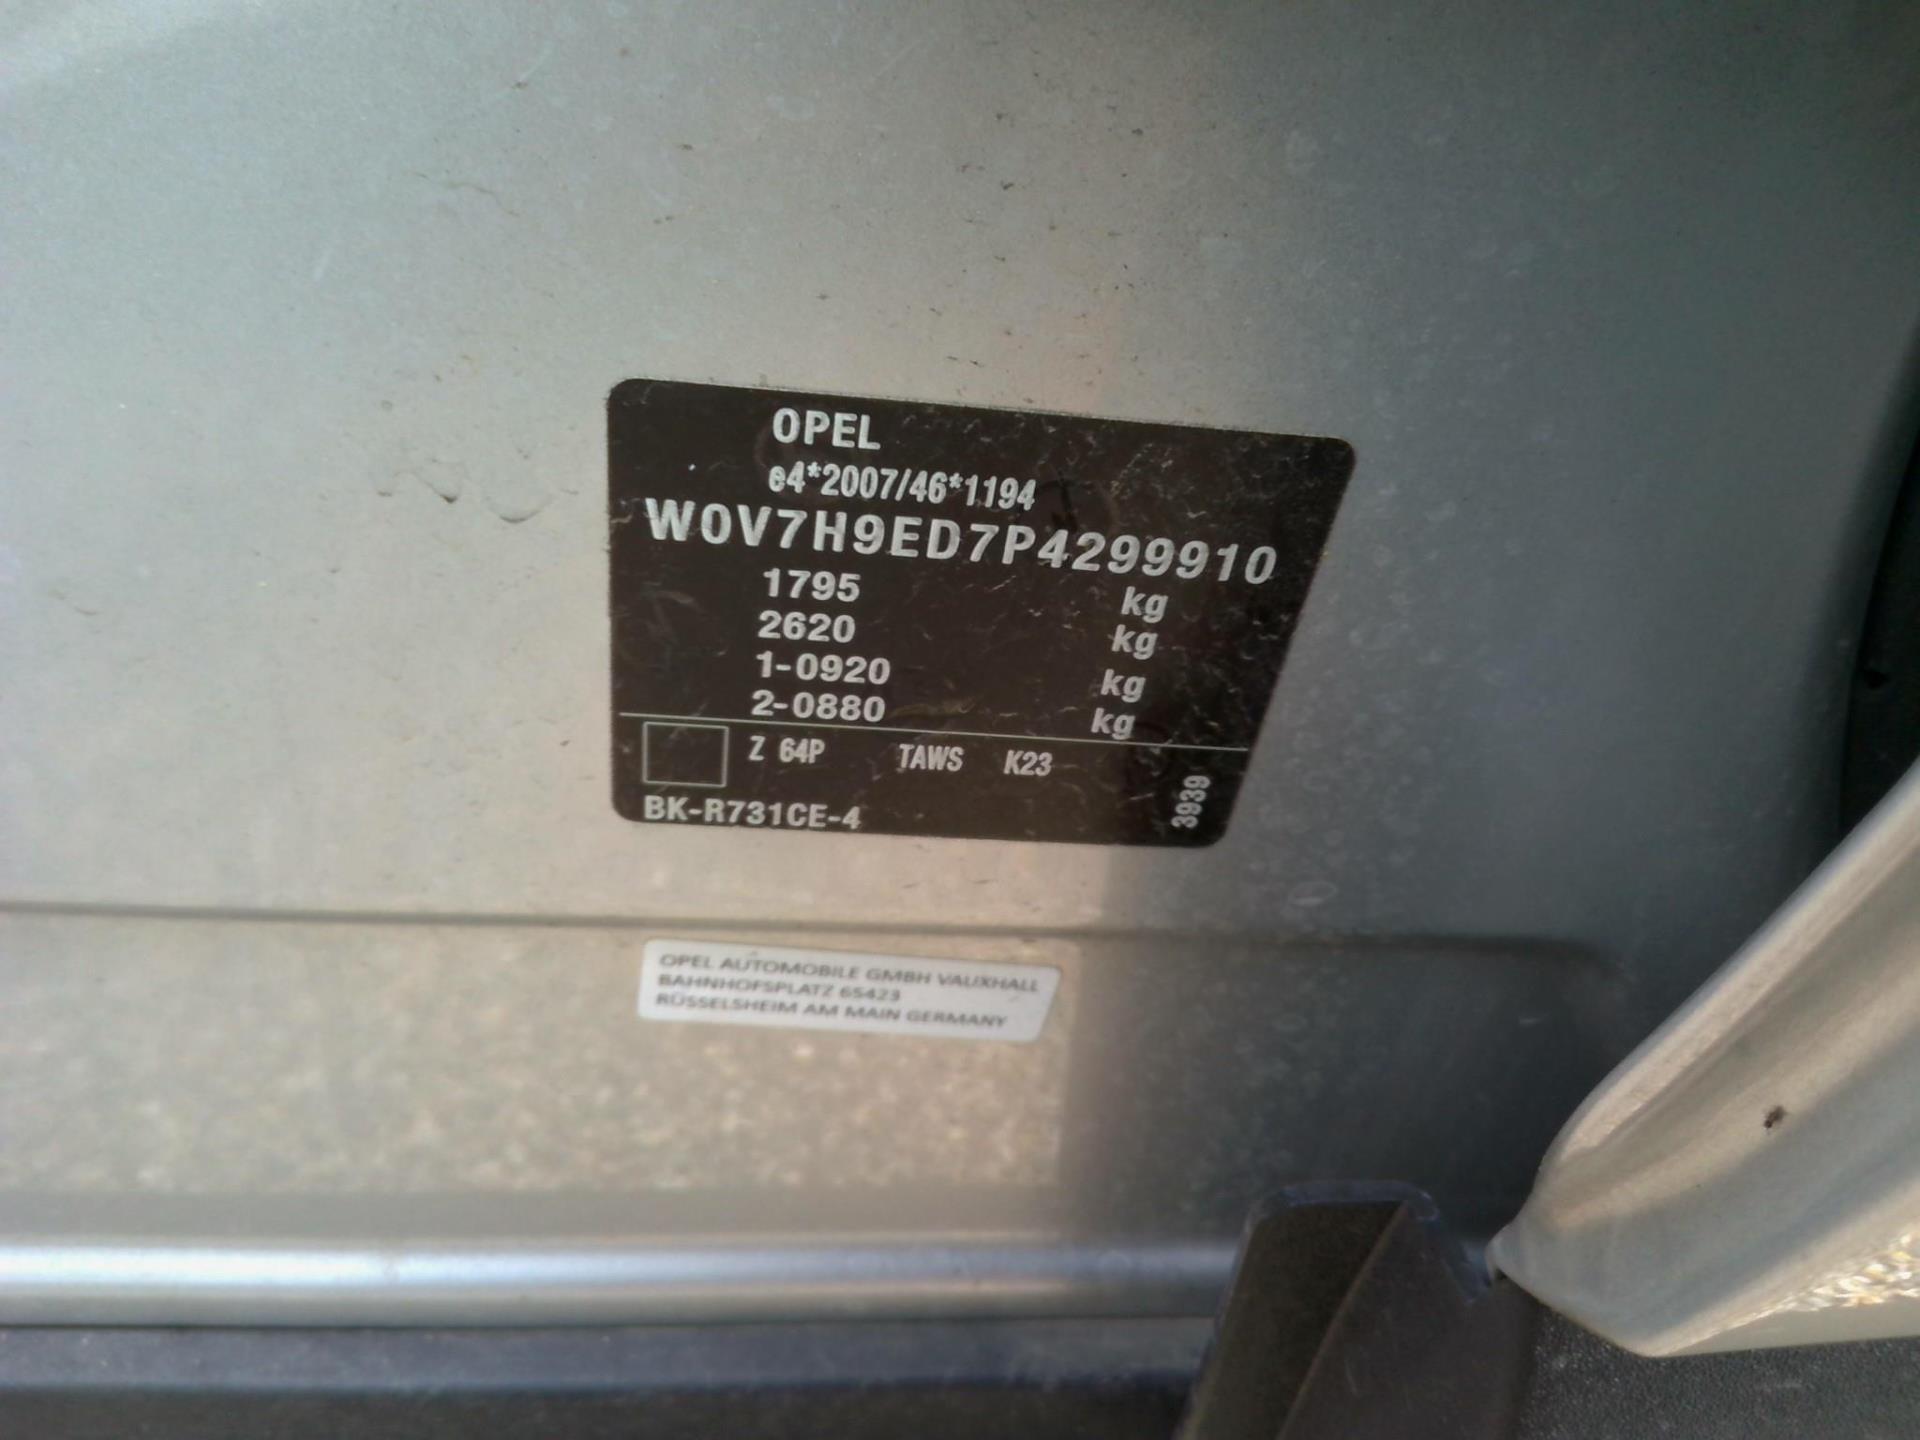 OPEL
e4*2007/46*1194
W0V7H9ED7P4299910
1795 kg
2620 kg
1-0920 kg
2-0880 kg
Z 64P TAWS K23
BK-R731CE-4
3939
OPEL AUTOMOBILE GMBH VAUXHALL
BAHNHOFSPLATZ 65423
RÜSSELSHEIM AM MAIN GERMANY